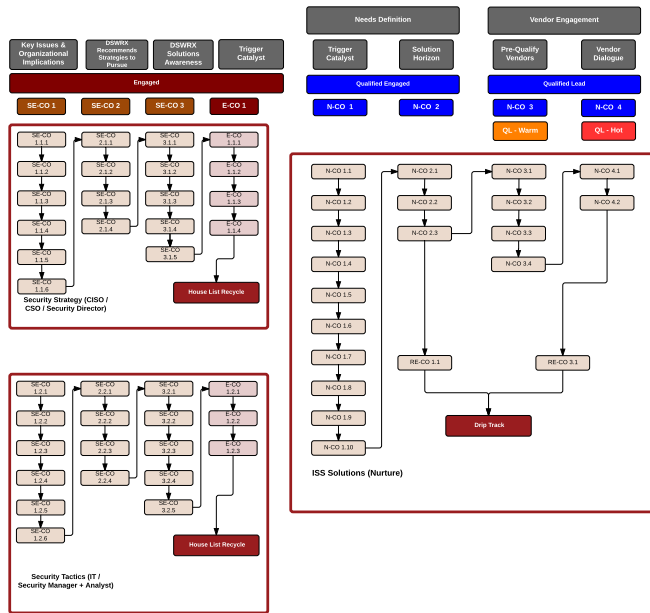 Needs Definition
Vendor Engagement
Key Issues &
Organizational
Implications
DSWRX
Recommends
Strategies to
Pursue
DSWRX
Solutions
Awareness
Trigger
Catalyst
Trigger
Catalyst
Solution
Horizon
Pre-Qualify
Vendors
Vendor
Dialogue
Engaged
Qualified Engaged
Qualified Lead
SE-CO 1
SE-CO 2
SE-CO 3
E-CO 1
N-CO 1
N-CO 2
N-CO 3
N-CO 4
QL - Warm
QL - Hot
SE-CO
1.1.1
SE-CO
1.1.2
SE-CO
1.1.3
SE-CO
1.1.4
SE-CO
1.1.5
SE-CO
1.1.6
SE-CO
2.1.1
SE-CO
2.1.2
SE-CO
2.1.3
SE-CO
2.1.4
SE-CO
3.1.1
SE-CO
3.1.2
SE-CO
3.1.3
SE-CO
3.1.4
SE-CO
3.1.5
E-CO
1.1.1
E-CO
1.1.2
E-CO
1.1.3
E-CO
1.1.4
House List Recycle
Security Strategy (CISO /
CSO / Security Director)
SE-CO
1.2.1
SE-CO
1.2.2
SE-CO
1.2.3
SE-CO
1.2.4
SE-CO
1.2.5
SE-CO
1.2.6
SE-CO
2.2.1
SE-CO
2.2.2
SE-CO
2.2.3
SE-CO
2.2.4
SE-CO
3.2.1
SE-CO
3.2.2
SE-CO
3.2.3
SE-CO
3.2.4
SE-CO
3.2.5
E-CO
1.2.1
E-CO
1.2.2
E-CO
1.2.3
House List Recycle
Security Tactics (IT /
Security Manager + Analyst)
N-CO 1.1
N-CO 1.2
N-CO 1.3
N-CO 1.4
N-CO 1.5
N-CO 1.6
N-CO 1.7
N-CO 1.8
N-CO 1.9
N-CO 1.10
N-CO 2.1
N-CO 2.2
N-CO 2.3
RE-CO 1.1
N-CO 3.1
N-CO 3.2
N-CO 3.3
N-CO 3.4
N-CO 4.1
N-CO 4.2
RE-CO 3.1
Drip Track
ISS Solutions (Nurture)